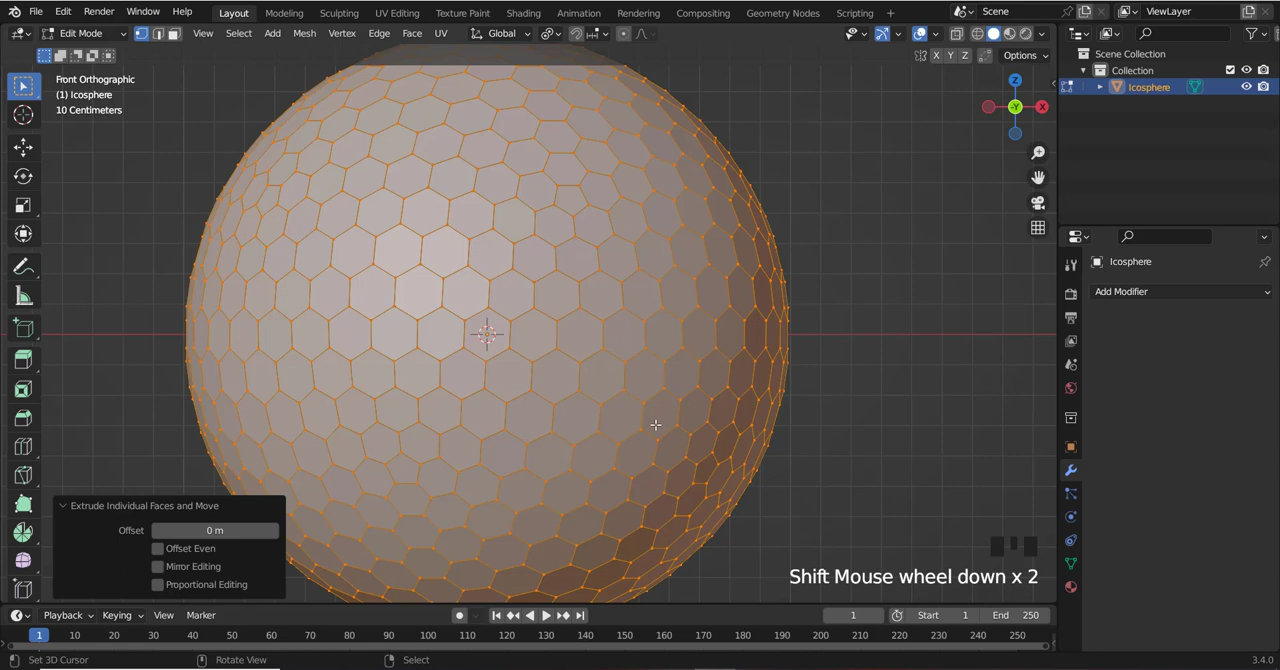 File Edit Render Window Help Layout Modeling Sculpting UV Editing Texture Paint Shading Animation Rendering Compositing Geometry Nodes Scripting + Scene ViewLayer
Edit Mode View Select Add Mesh Vertex Edge Face UV Global
X Y Z Options
Scene Collection
Collection
Icosphere
Front Orthographic
(1) Icosphere
10 Centimeters
Z
-Y X
Icosphere
Add Modifier
Extrude Individual Faces and Move
Offset 0 m
Offset Even
Mirror Editing
Proportional Editing
Shift Mouse wheel down x 2
Playback Keying View Marker 1 Start 1 End 250
1 10 20 30 40 50 60 70 80 90 100 110 120 130 140 150 160 170 180 190 200 210 220 230 240 250
Set 3D Cursor Rotate View Select 3.4.0